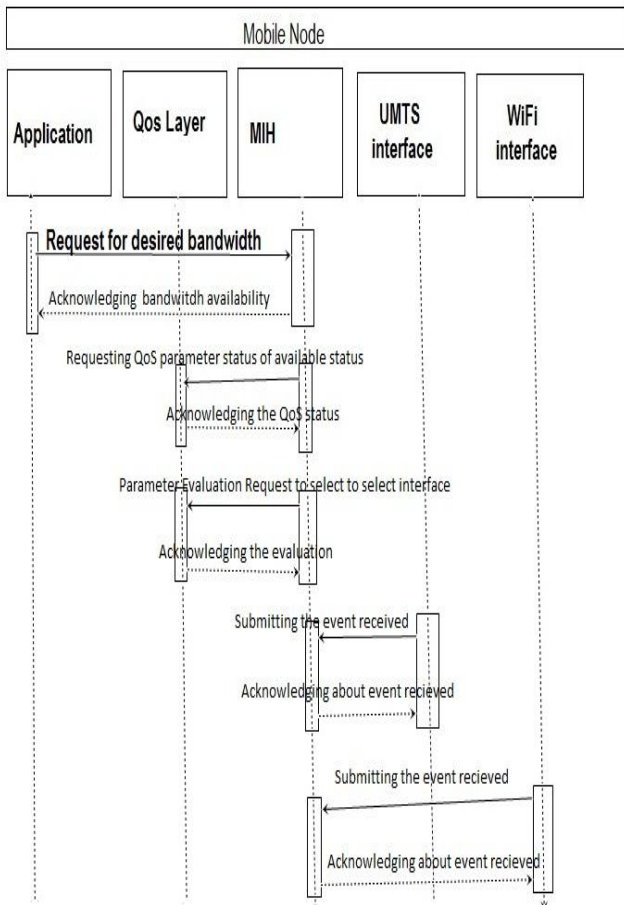 Mobile Node
Application
Qos Layer
MIH
UMTS
interface
WiFi
interface
Request for desired bandwidth
Acknowledging bandwitdh availability
Requesting QoS parameter status of available status
Acknowledging the QoS status
Parameter Evaluation Request to select to select interface
Acknowledging the evaluation
Submitting the event received
Acknowledging about event recieved
Submitting the event recieved
Acknowledging about event recieved